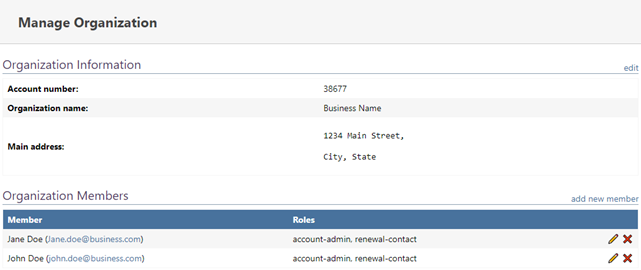 Manage Organization
Organization Information
edit
Account number: 38677
Organization name: Business Name
Main address: 1234 Main Street,
City, State
Organization Members
add new member
Member Roles
Jane Doe (Jane.doe@business.com) account-admin, renewal-contact
John Doe (john.doe@business.com) account-admin, renewal-contact